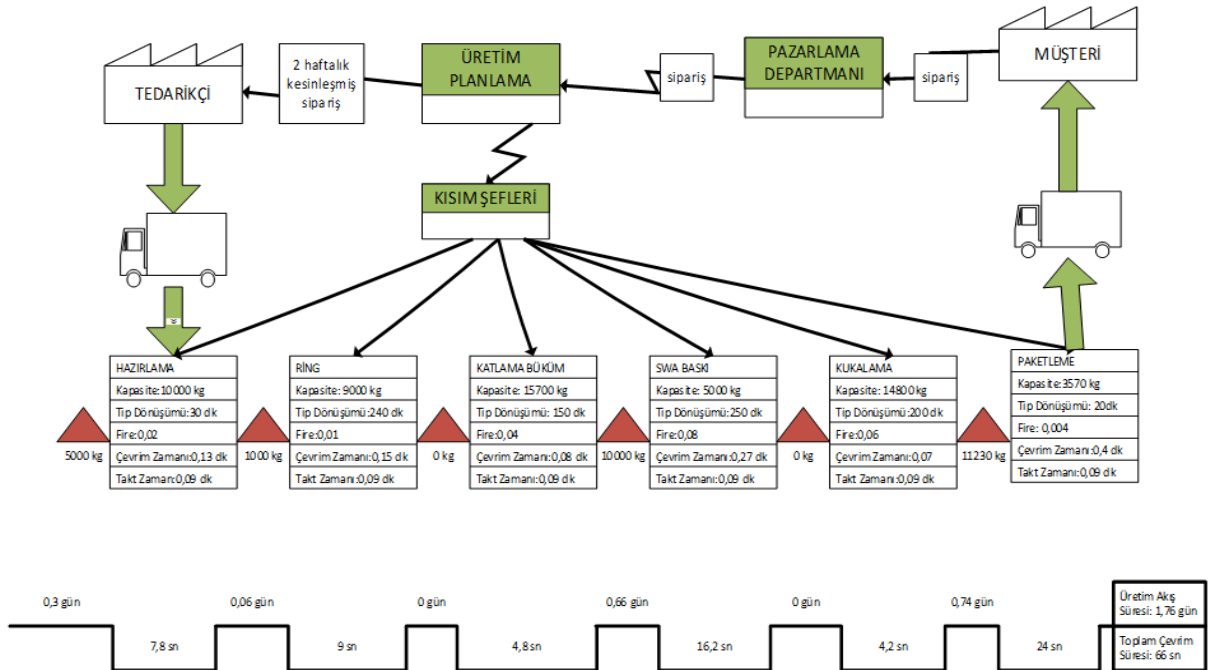 TEDARİKÇİ
2 haftalık
kesinleşmiş
sipariş
ÜRETİM
PLANLAMA
sipariş
PAZARLAMA
DEPARTMANI
sipariş
MÜŞTERİ
KISIM ŞEFLERİ
HAZIRLAMA
Kapasite:10000 kg
Tip Dönüşümü:30 dk
Fire:0,02
Çevrim Zamanı:0,13 dk
Takt Zamanı:0,09 dk
RİNG
Kapasite: 9000 kg
Tip Dönüşümü:240 dk
Fire:0,01
Çevrim Zamanı:0,15 dk
Takt Zamanı:0,09 dk
KATLAMA BÜKÜM
Kapasite:15700 kg
Tip Dönüşümü: 150 dk
Fire:0,04
Çevrim Zamanı:0,08 dk
Takt Zamanı:0,09 dk
SWA BASKI
Kapasite: 5000 kg
Tip Dönüşümü:250 dk
Fire:0,08
Çevrim Zamanı:0,27 dk
Takt Zamanı:0,09 dk
KUKALAMA
Kapasite:14800 kg
Tip Dönüşümü:200 dk
Fire:0,06
Çevrim Zamanı:0,07
Takt Zamanı:0,09 dk
PAKETLEME
Kapasite:3570 kg
Tip Dönüşümü: 20dk
Fire: 0,004
Çevrim Zamanı:0,4 dk
Takt Zamanı:0,09 dk
5000 kg
1000 kg
0 kg
10000 kg
0 kg
11230 kg
0,3 gün
0,06 gün
0 gün
0,66 gün
0 gün
0,74 gün
Üretim Akış
Süresi: 1,76 gün
7,8 sn
9 sn
4,8 sn
16,2 sn
4,2 sn
24 sn
Toplam Çevrim
Süresi: 66 sn